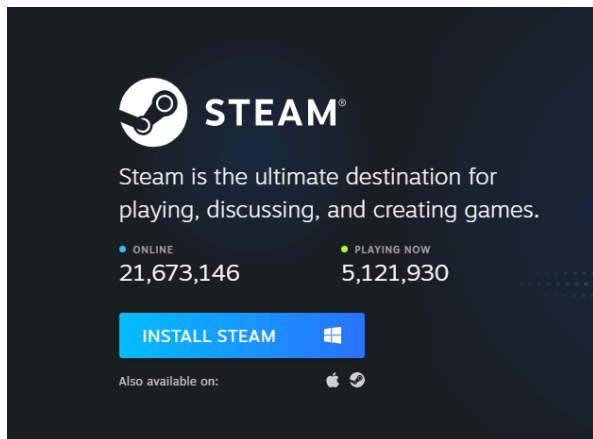 STEAM®
Steam is the ultimate destination for
playing, discussing, and creating games.
ONLINE
21,673,146
PLAYING NOW
5,121,930
INSTALL STEAM
Also available on: